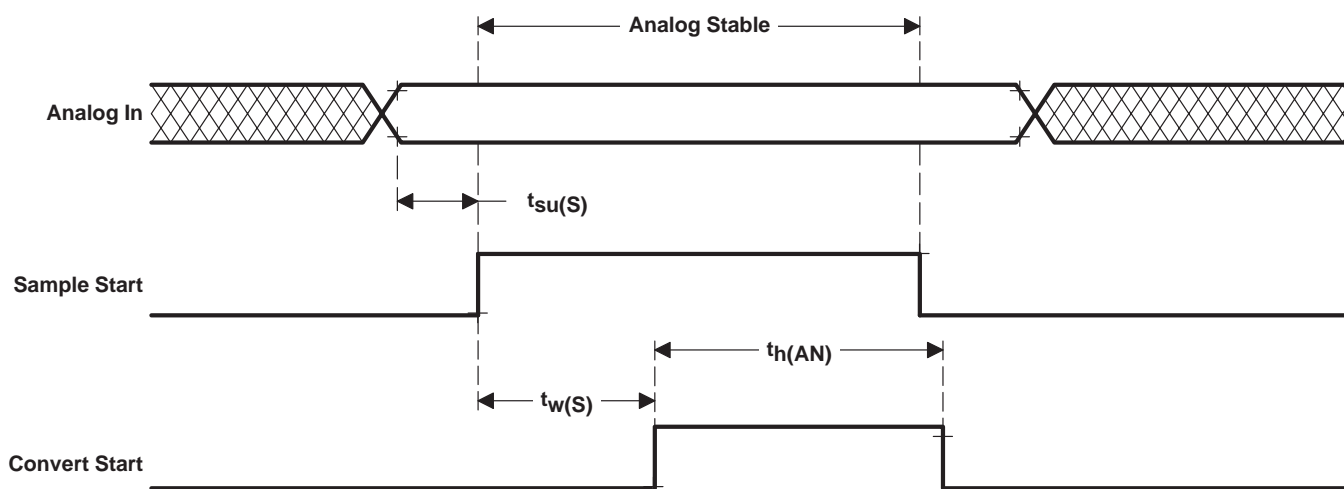 Analog Stable
Analog In
tsu(S)
Sample Start
th(AN)
tw(S)
Convert Start